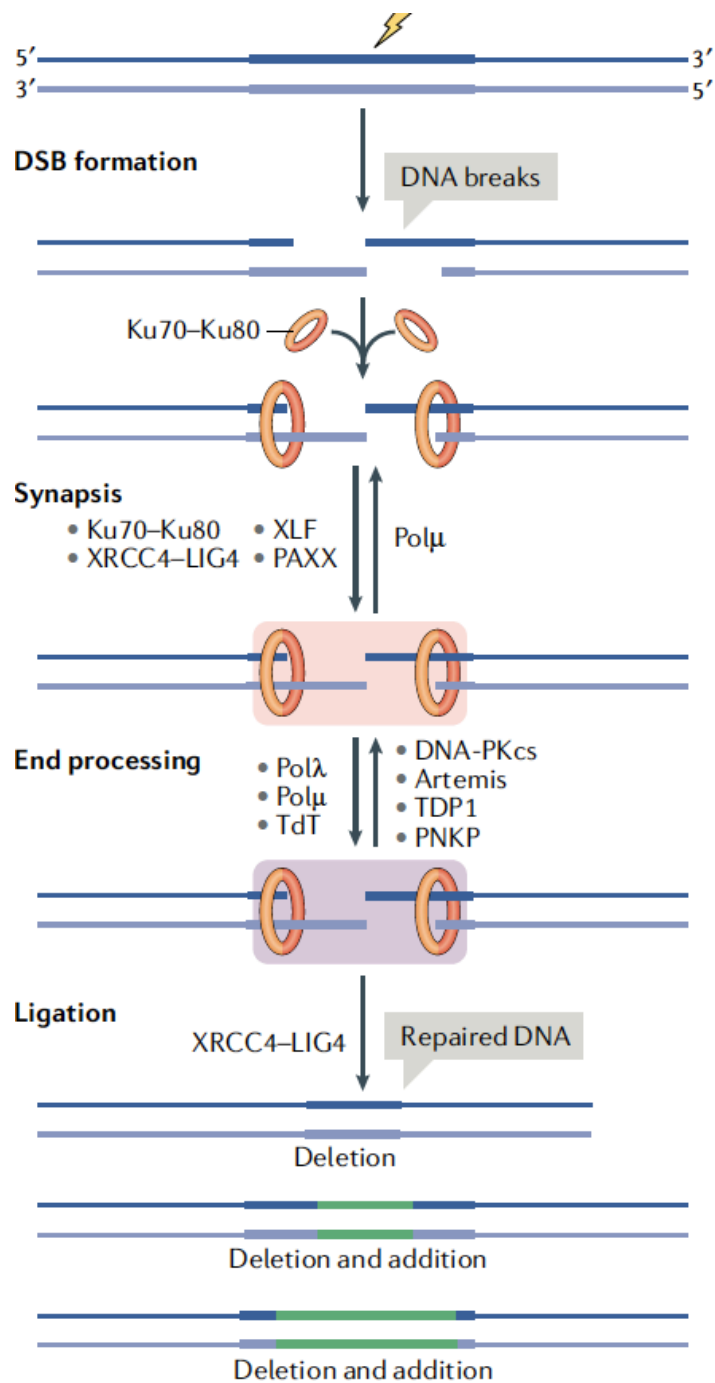 5′ 3′
3′ 5′
DSB formation
DNA breaks
Ku70–Ku80
Synapsis
• Ku70–Ku80 • XLF
• XRCC4–LIG4 • PAXX
Polμ
End processing
• Polλ
• Polμ
• TdT
• DNA-PKcs
• Artemis
• TDP1
• PNKP
Ligation
XRCC4–LIG4
Repaired DNA
Deletion
Deletion and addition
Deletion and addition